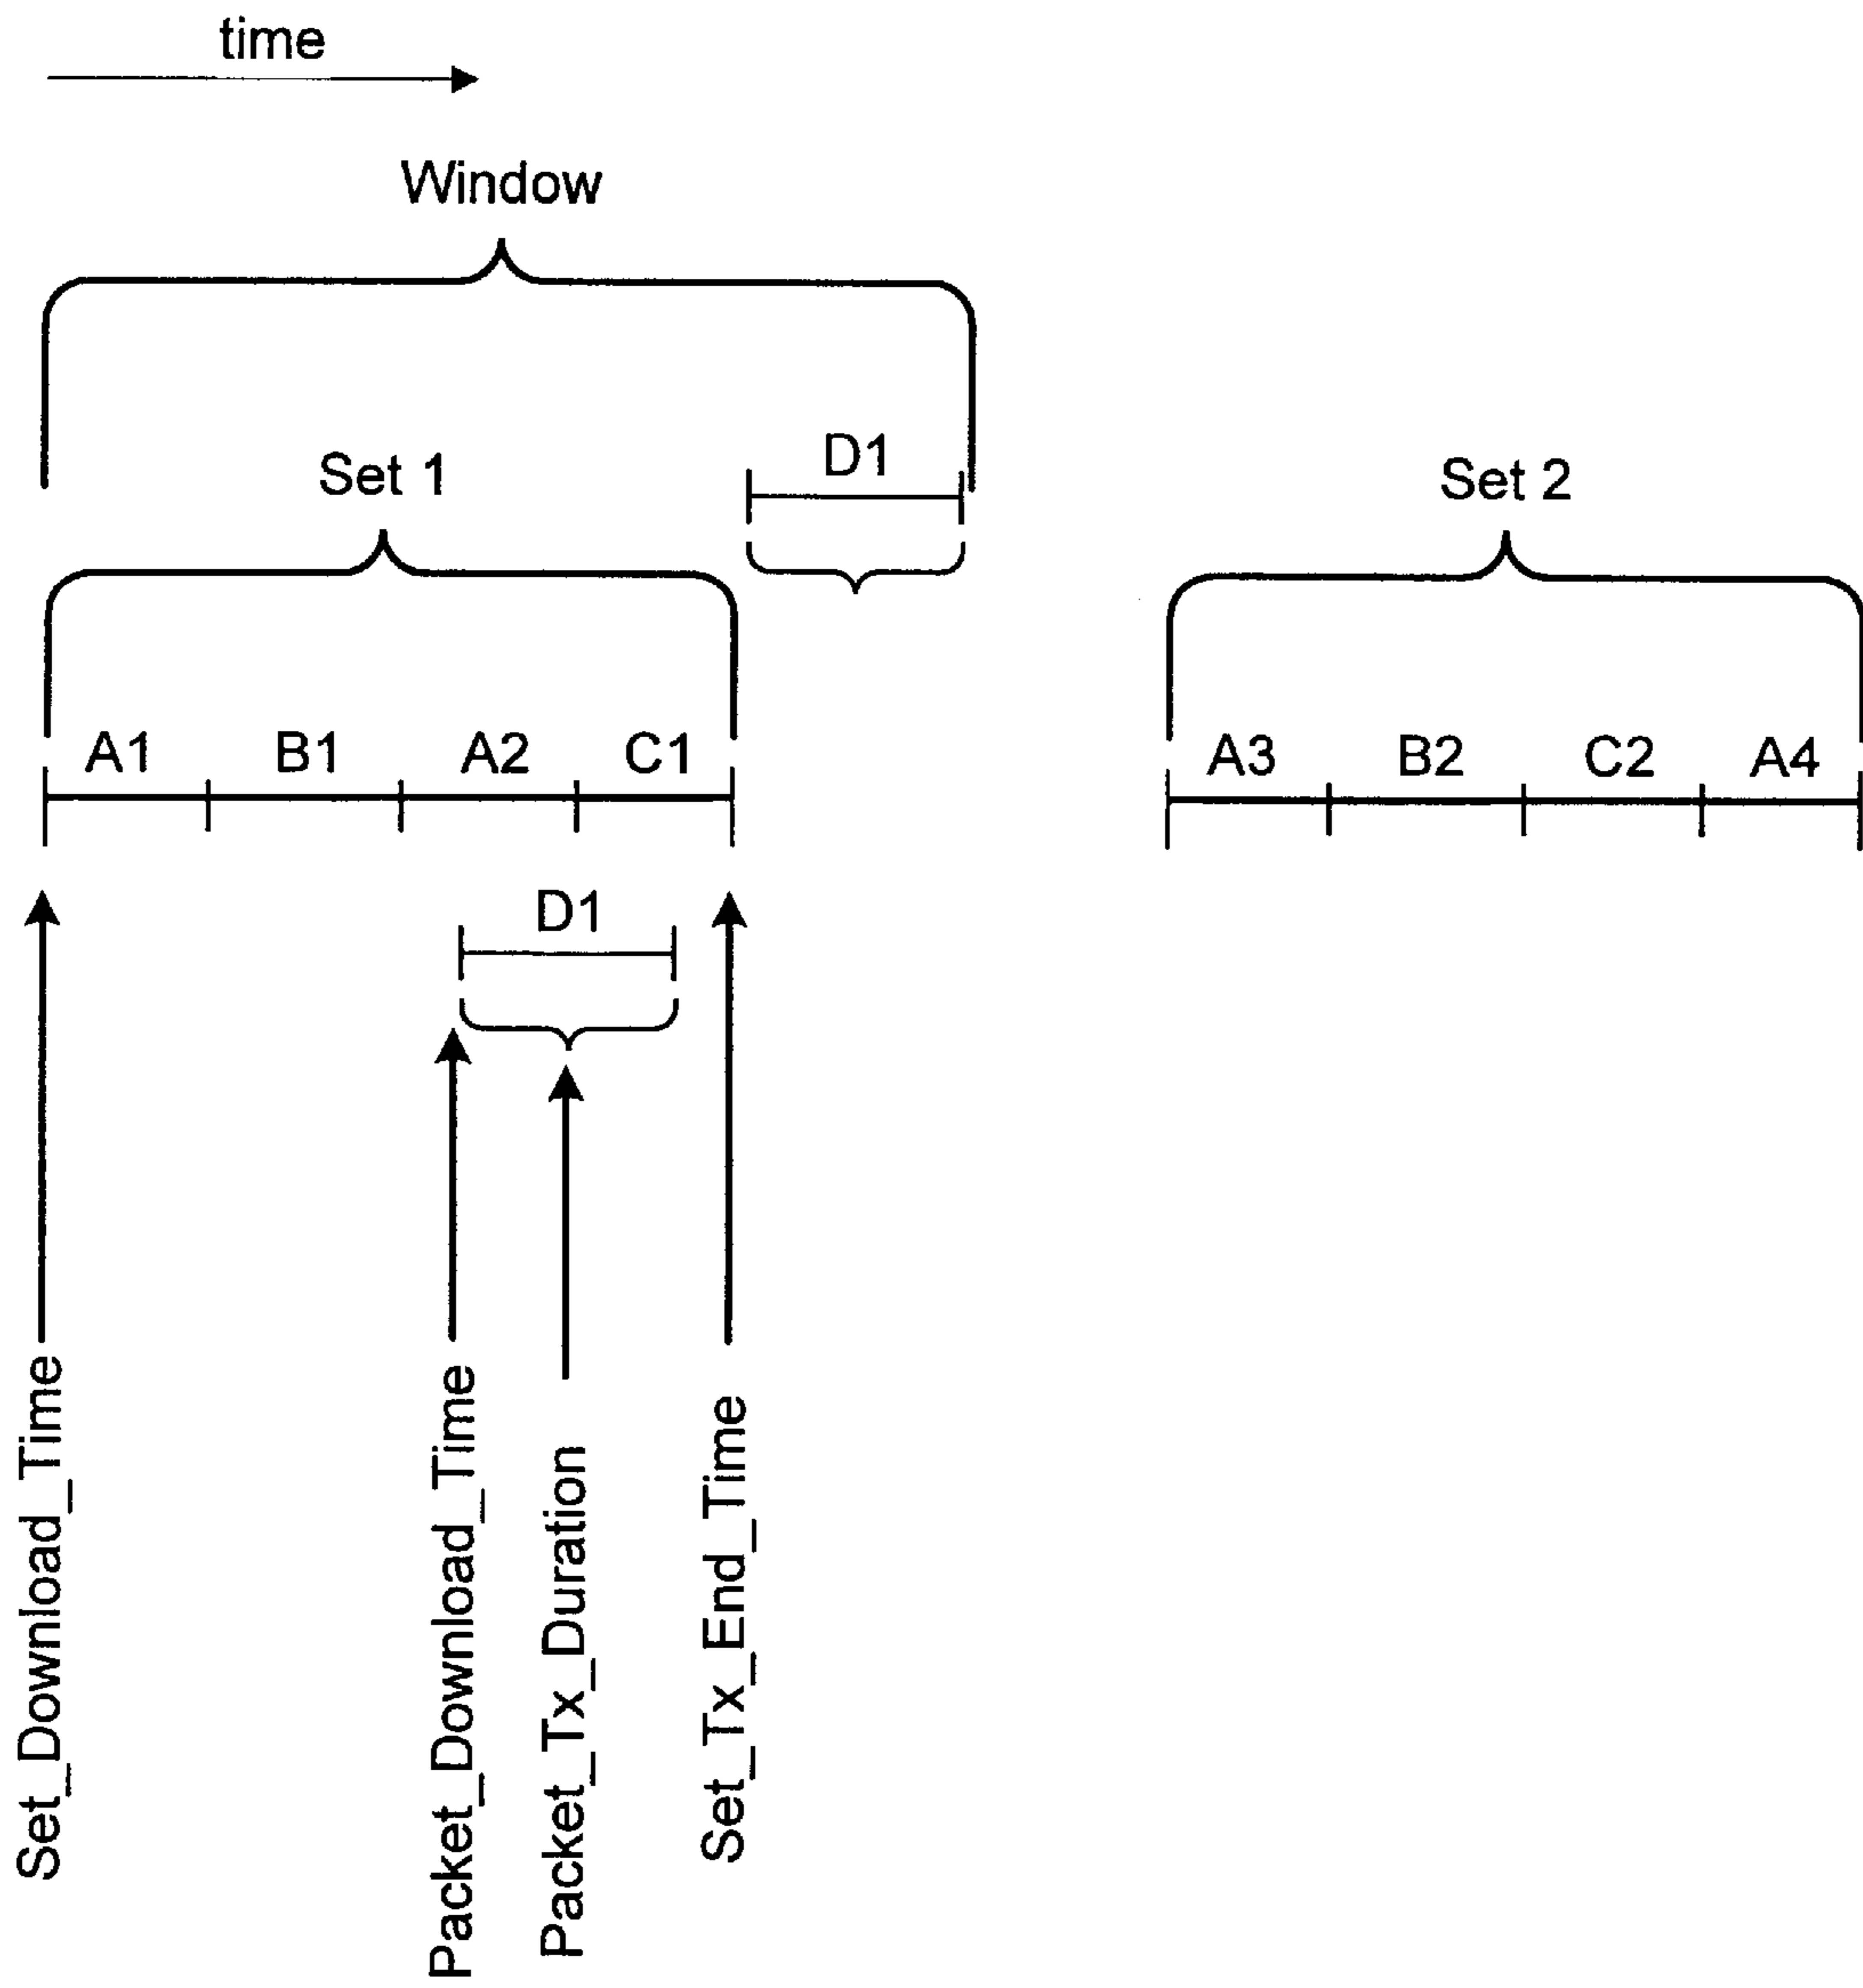 time
Window
Set 1
D1
Set 2
A1 B1 A2 C1
A3 B2 C2 A4
D1
Set_Download_Time
Packet_Download_Time
Packet_Tx_Duration
Set_Tx_End_Time